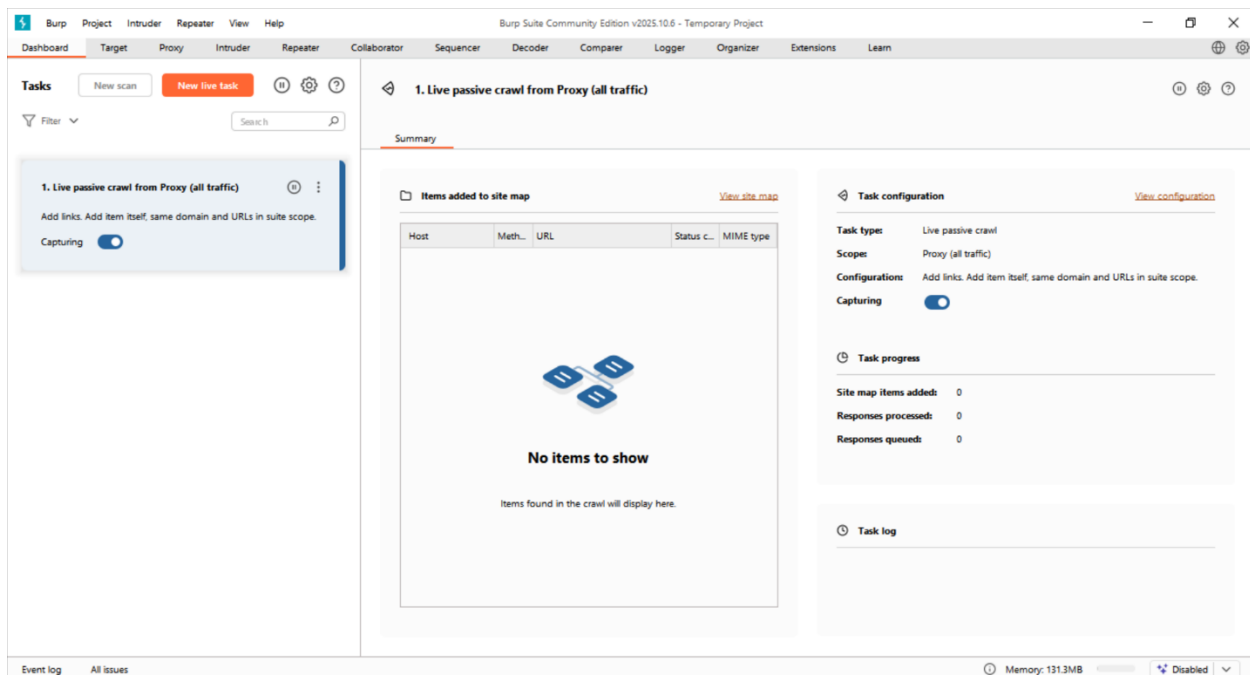 Burp Project Intruder Repeater View Help Burp Suite Community Edition v2025.10.6 - Temporary Project
Dashboard Target Proxy Intruder Repeater Collaborator Sequencer Decoder Comparer Logger Organizer Extensions Learn
Tasks New scan New live task
Filter Search
1. Live passive crawl from Proxy (all traffic)
Add links. Add item itself, same domain and URLs in suite scope.
Capturing
1. Live passive crawl from Proxy (all traffic)
Summary
Items added to site map View site map
Host Meth... URL Status c... MIME type
No items to show
Items found in the crawl will display here.
Task configuration View configuration
Task type: Live passive crawl
Scope: Proxy (all traffic)
Configuration: Add links. Add item itself, same domain and URLs in suite scope.
Capturing
Task progress
Site map items added: 0
Responses processed: 0
Responses queued: 0
Task log
Event log All issues Memory: 131.3MB Disabled